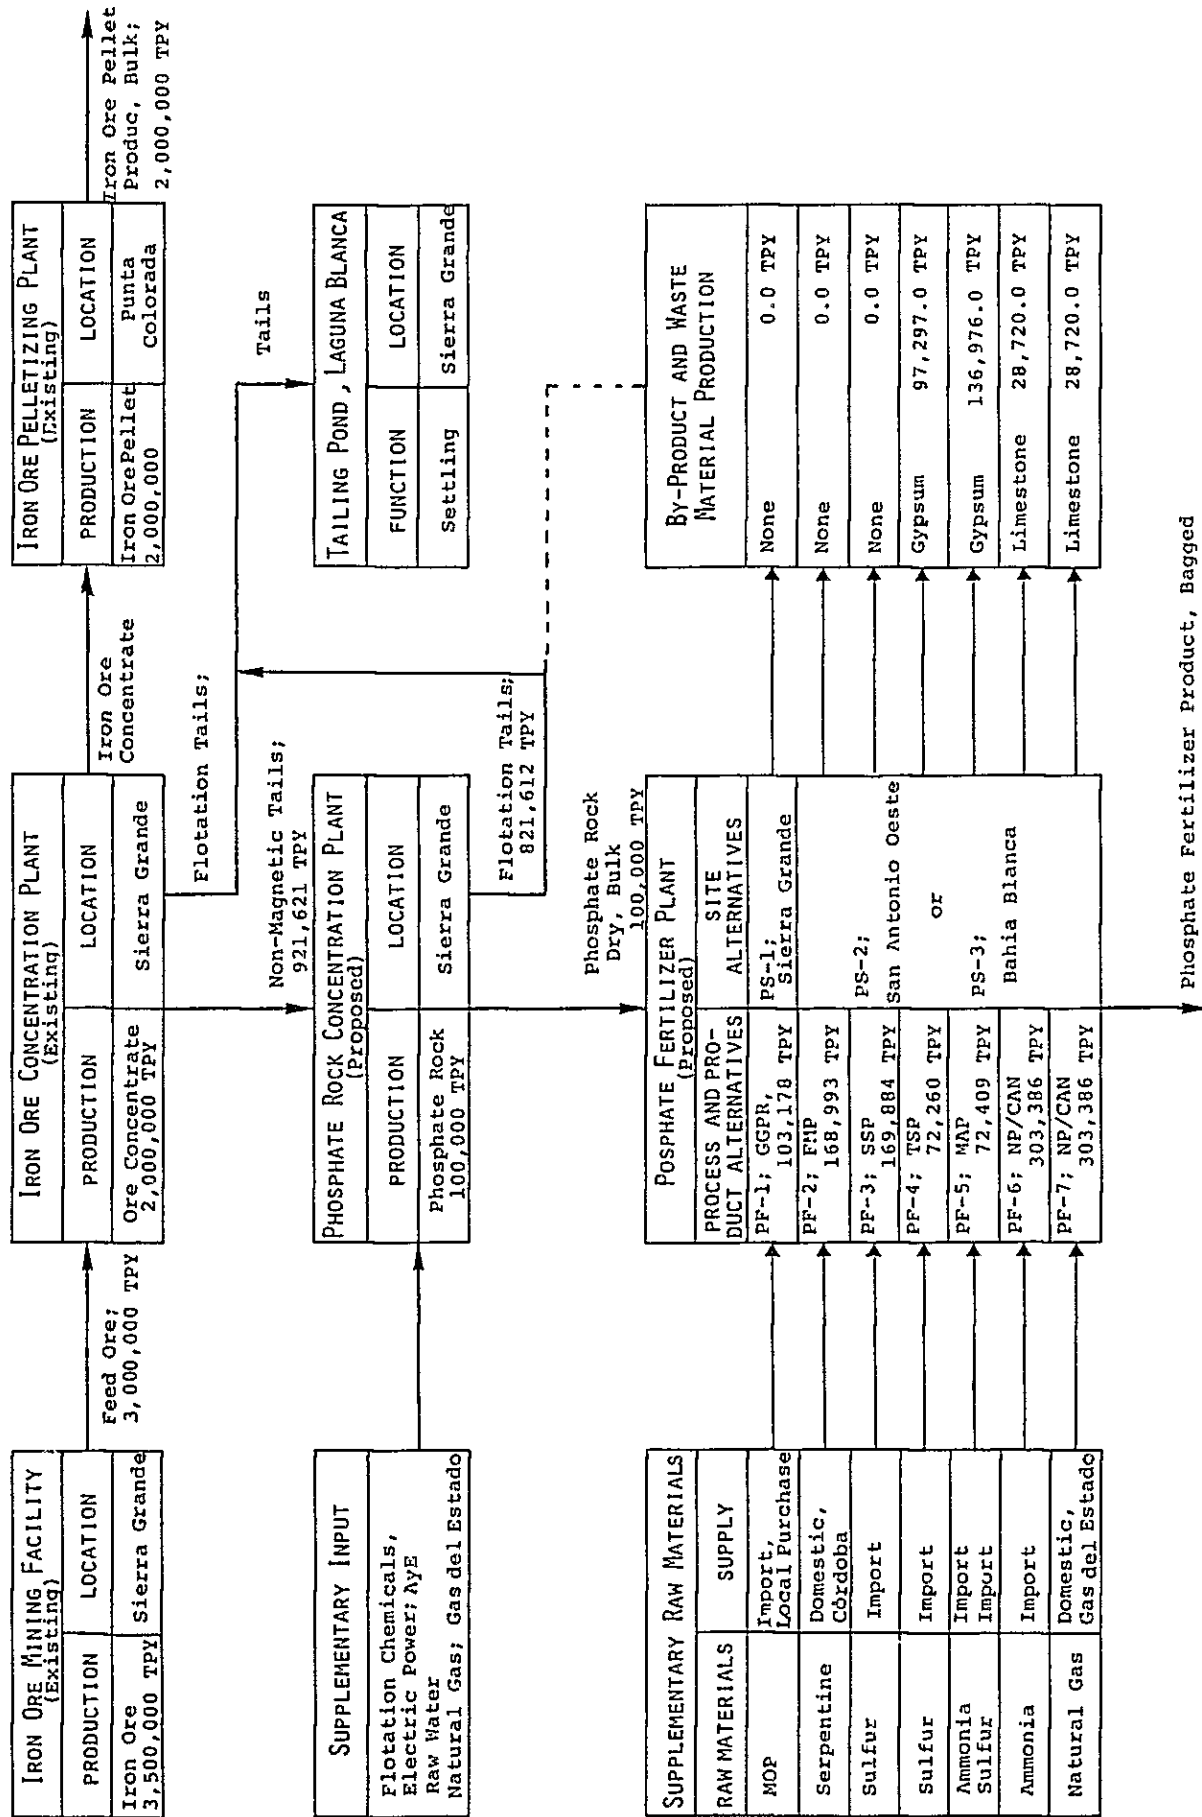 IRON ORE MINING FACILITY
(Existing)
PRODUCTION
LOCATION
Iron Ore
3,500,000 TPY
Sierra Grande
Feed Ore;
3,000,000 TPY
IRON ORE CONCENTRATION PLANT
(Existing)
PRODUCTION
LOCATION
Ore Concentrate
2,000,000 TPY
Sierra Grande
Iron Ore
Concentrate
IRON ORE PELLETIZING PLANT
(Existing)
PRODUCTION
LOCATION
Iron OrePellet
2,000,000
Punta
Colorada
Iron Ore Pellet
Produc, Bulk;
2,000,000 TPY
Flotation Tails;
Tails
Non-Magnetic Tails;
921,621 TPY
SUPPLEMENTARY INPUT
Flotation Chemicals,
Electric Power; AyE
Raw Water
Natural Gas; Gas del Estado
PHOSPHATE ROCK CONCENTRATION PLANT
(Proposed)
PRODUCTION
LOCATION
Phosphate Rock
100,000 TPY
Sierra Grande
TAILING POND, LAGUNA BLANCA
FUNCTION
LOCATION
Settling
Sierra Grande
Flotation Tails;
821,612 TPY
Phosphate Rock
Dry, Bulk
100,000 TPY
SUPPLEMENTARY RAW MATERIALS
RAW MATERIALS
SUPPLY
MOP
Import,
Local Purchase
Serpentine
Domestic,
Córdoba
Sulfur
Import
Sulfur
Import
Ammonia
Sulfur
Import
Import
Ammonia
Import
Natural Gas
Domestic,
Gas del Estado
POSPHATE FERTILIZER PLANT
(Proposed)
PROCESS AND PRO-
DUCT ALTERNATIVES
SITE
ALTERNATIVES
PF-1; GGPR,
103,178 TPY
PF-2; FMP
168,993 TPY
PF-3; SSP
169,884 TPY
PF-4; TSP
72,260 TPY
PF-5; MAP
72,409 TPY
PF-6; NP/CAN
303,386 TPY
PF-7; NP/CAN
303,386 TPY
PS-1;
Sierra Grande
PS-2;
San Antonio Oeste
or
PS-3;
Bahia Blanca
BY-PRODUCT AND WASTE
MATERIAL PRODUCTION
None 0.0 TPY
None 0.0 TPY
None 0.0 TPY
Gypsum 97,297.0 TPY
Gypsum 136,976.0 TPY
Limestone 28,720.0 TPY
Limestone 28,720.0 TPY
Phosphate Fertilizer Product, Bagged